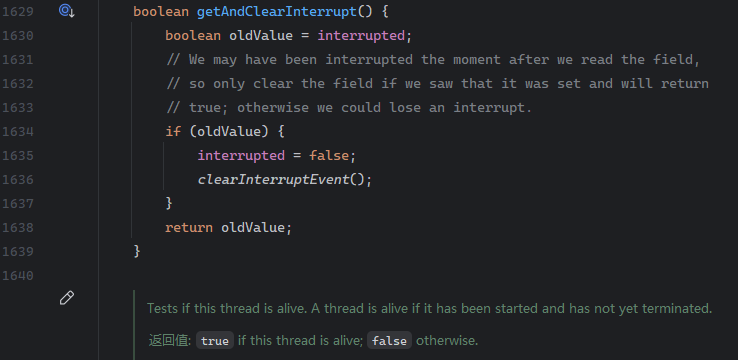 1629 boolean getAndClearInterrupt() {
1630 boolean oldValue = interrupted;
1631 // We may have been interrupted the moment after we read the field,
1632 // so only clear the field if we saw that it was set and will return
1633 // true; otherwise we could lose an interrupt.
1634 if (oldValue) {
1635 interrupted = false;
1636 clearInterruptEvent();
1637 }
1638 return oldValue;
1639 }
1640
Tests if this thread is alive. A thread is alive if it has been started and has not yet terminated.
返回值: true if this thread is alive; false otherwise.